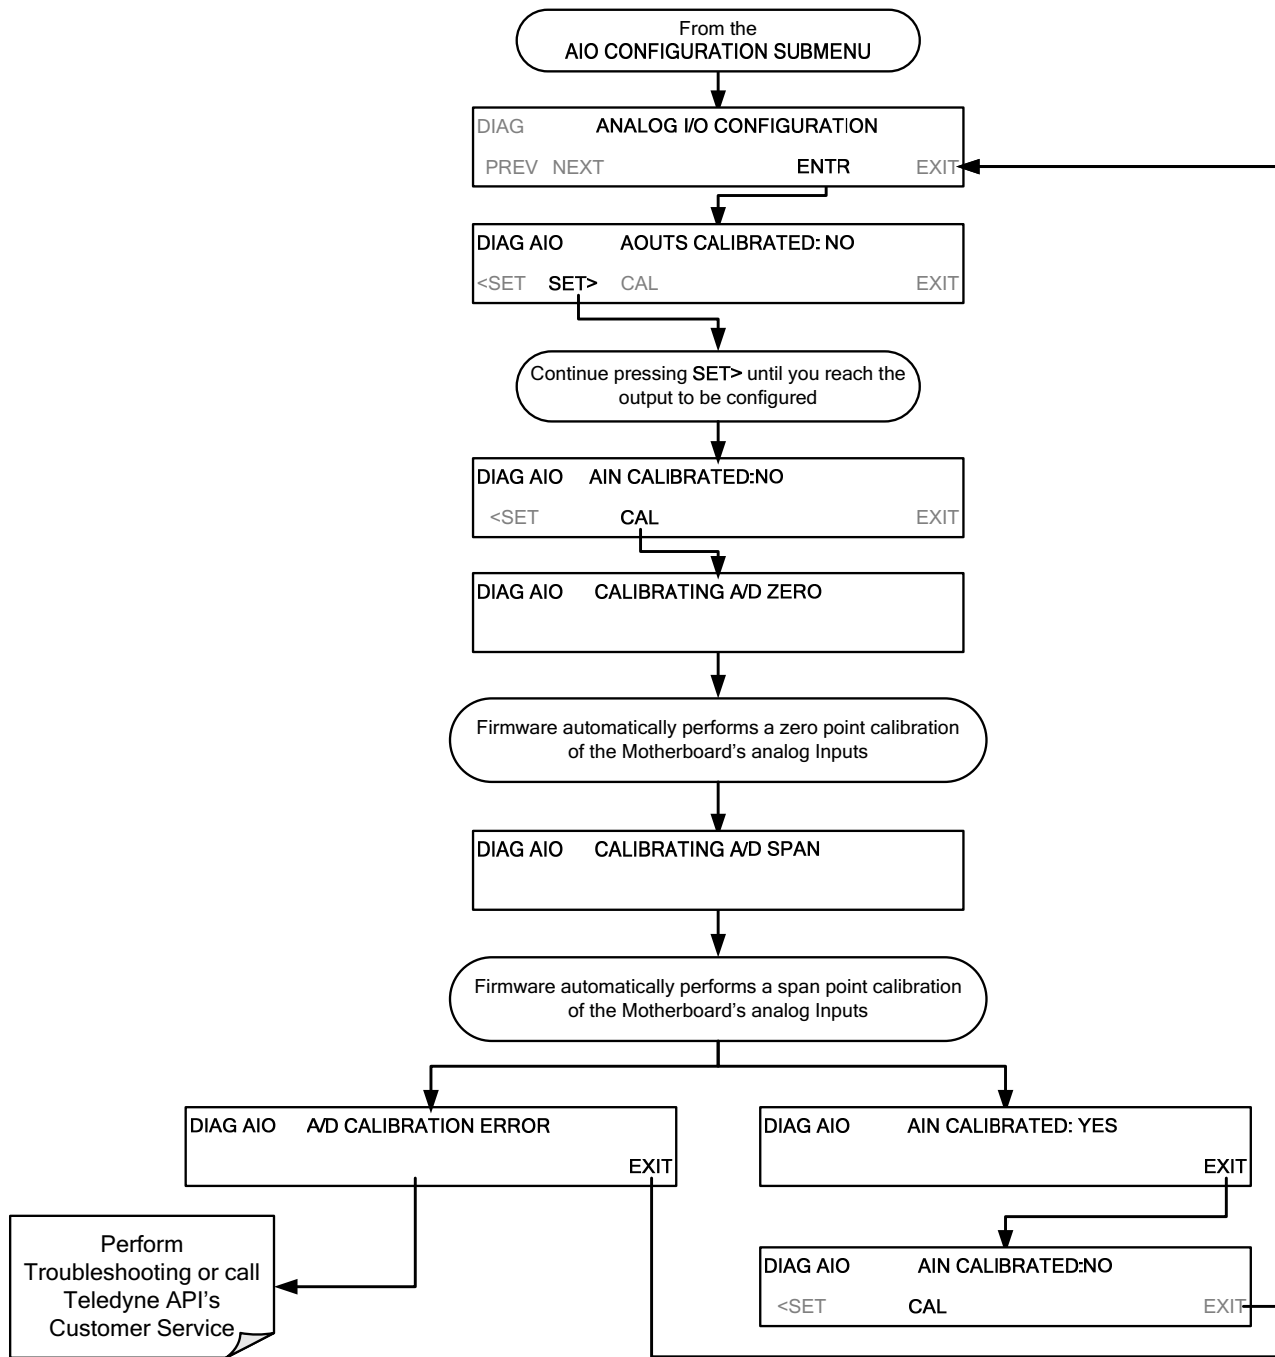 From the
AIO CONFIGURATION SUBMENU
DIAG ANALOG I/O CONFIGURATION
PREV NEXT ENTR EXIT
DIAG AIO AOUTS CALIBRATED: NO
<SET SET> CAL EXIT
Continue pressing SET> until you reach the
output to be configured
DIAG AIO AIN CALIBRATED:NO
<SET CAL EXIT
DIAG AIO CALIBRATING A/D ZERO
Firmware automatically performs a zero point calibration
of the Motherboard's analog Inputs
DIAG AIO CALIBRATING A/D SPAN
Firmware automatically performs a span point calibration
of the Motherboard's analog Inputs
DIAG AIO A/D CALIBRATION ERROR
EXIT
DIAG AIO AIN CALIBRATED: YES
EXIT
Perform
Troubleshooting or call
Teledyne API's
Customer Service
DIAG AIO AIN CALIBRATED:NO
<SET CAL EXIT